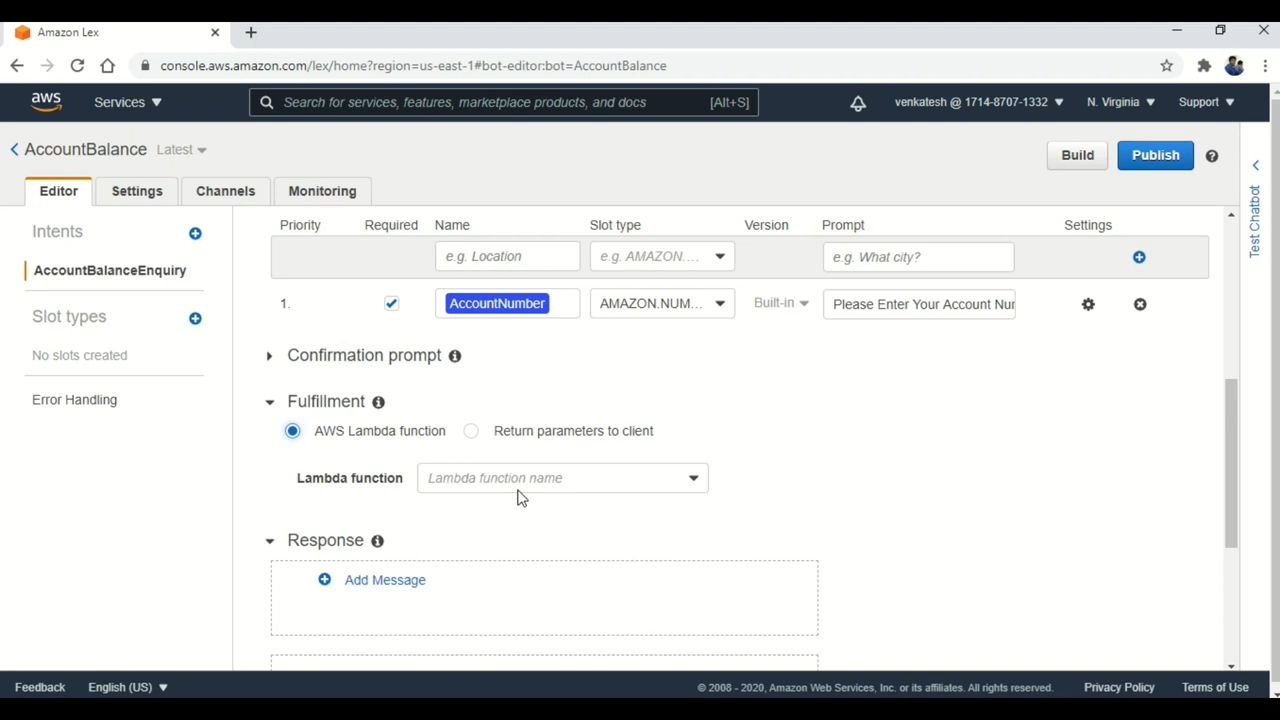 Amazon Lex
console.aws.amazon.com/lex/home?region=us-east-1#bot-editor:bot=AccountBalance
aws Services Search for services, features, marketplace products, and docs [Alt+S] venkatesh @ 1714-8707-1332 N. Virginia Support
AccountBalance Latest Build Publish
Editor Settings Channels Monitoring
Test Chatbot
Intents
AccountBalanceEnquiry
Slot types
No slots created
Error Handling
Priority Required Name Slot type Version Prompt Settings
e.g. Location e.g. AMAZON.... e.g. What city?
1. AccountNumber AMAZON.NUM... Built-in Please Enter Your Account Nur
Confirmation prompt
Fulfillment
AWS Lambda function Return parameters to client
Lambda function Lambda function name
Response
Add Message
Feedback English (US) © 2008 - 2020, Amazon Web Services, Inc. or its affiliates. All rights reserved. Privacy Policy Terms of Use